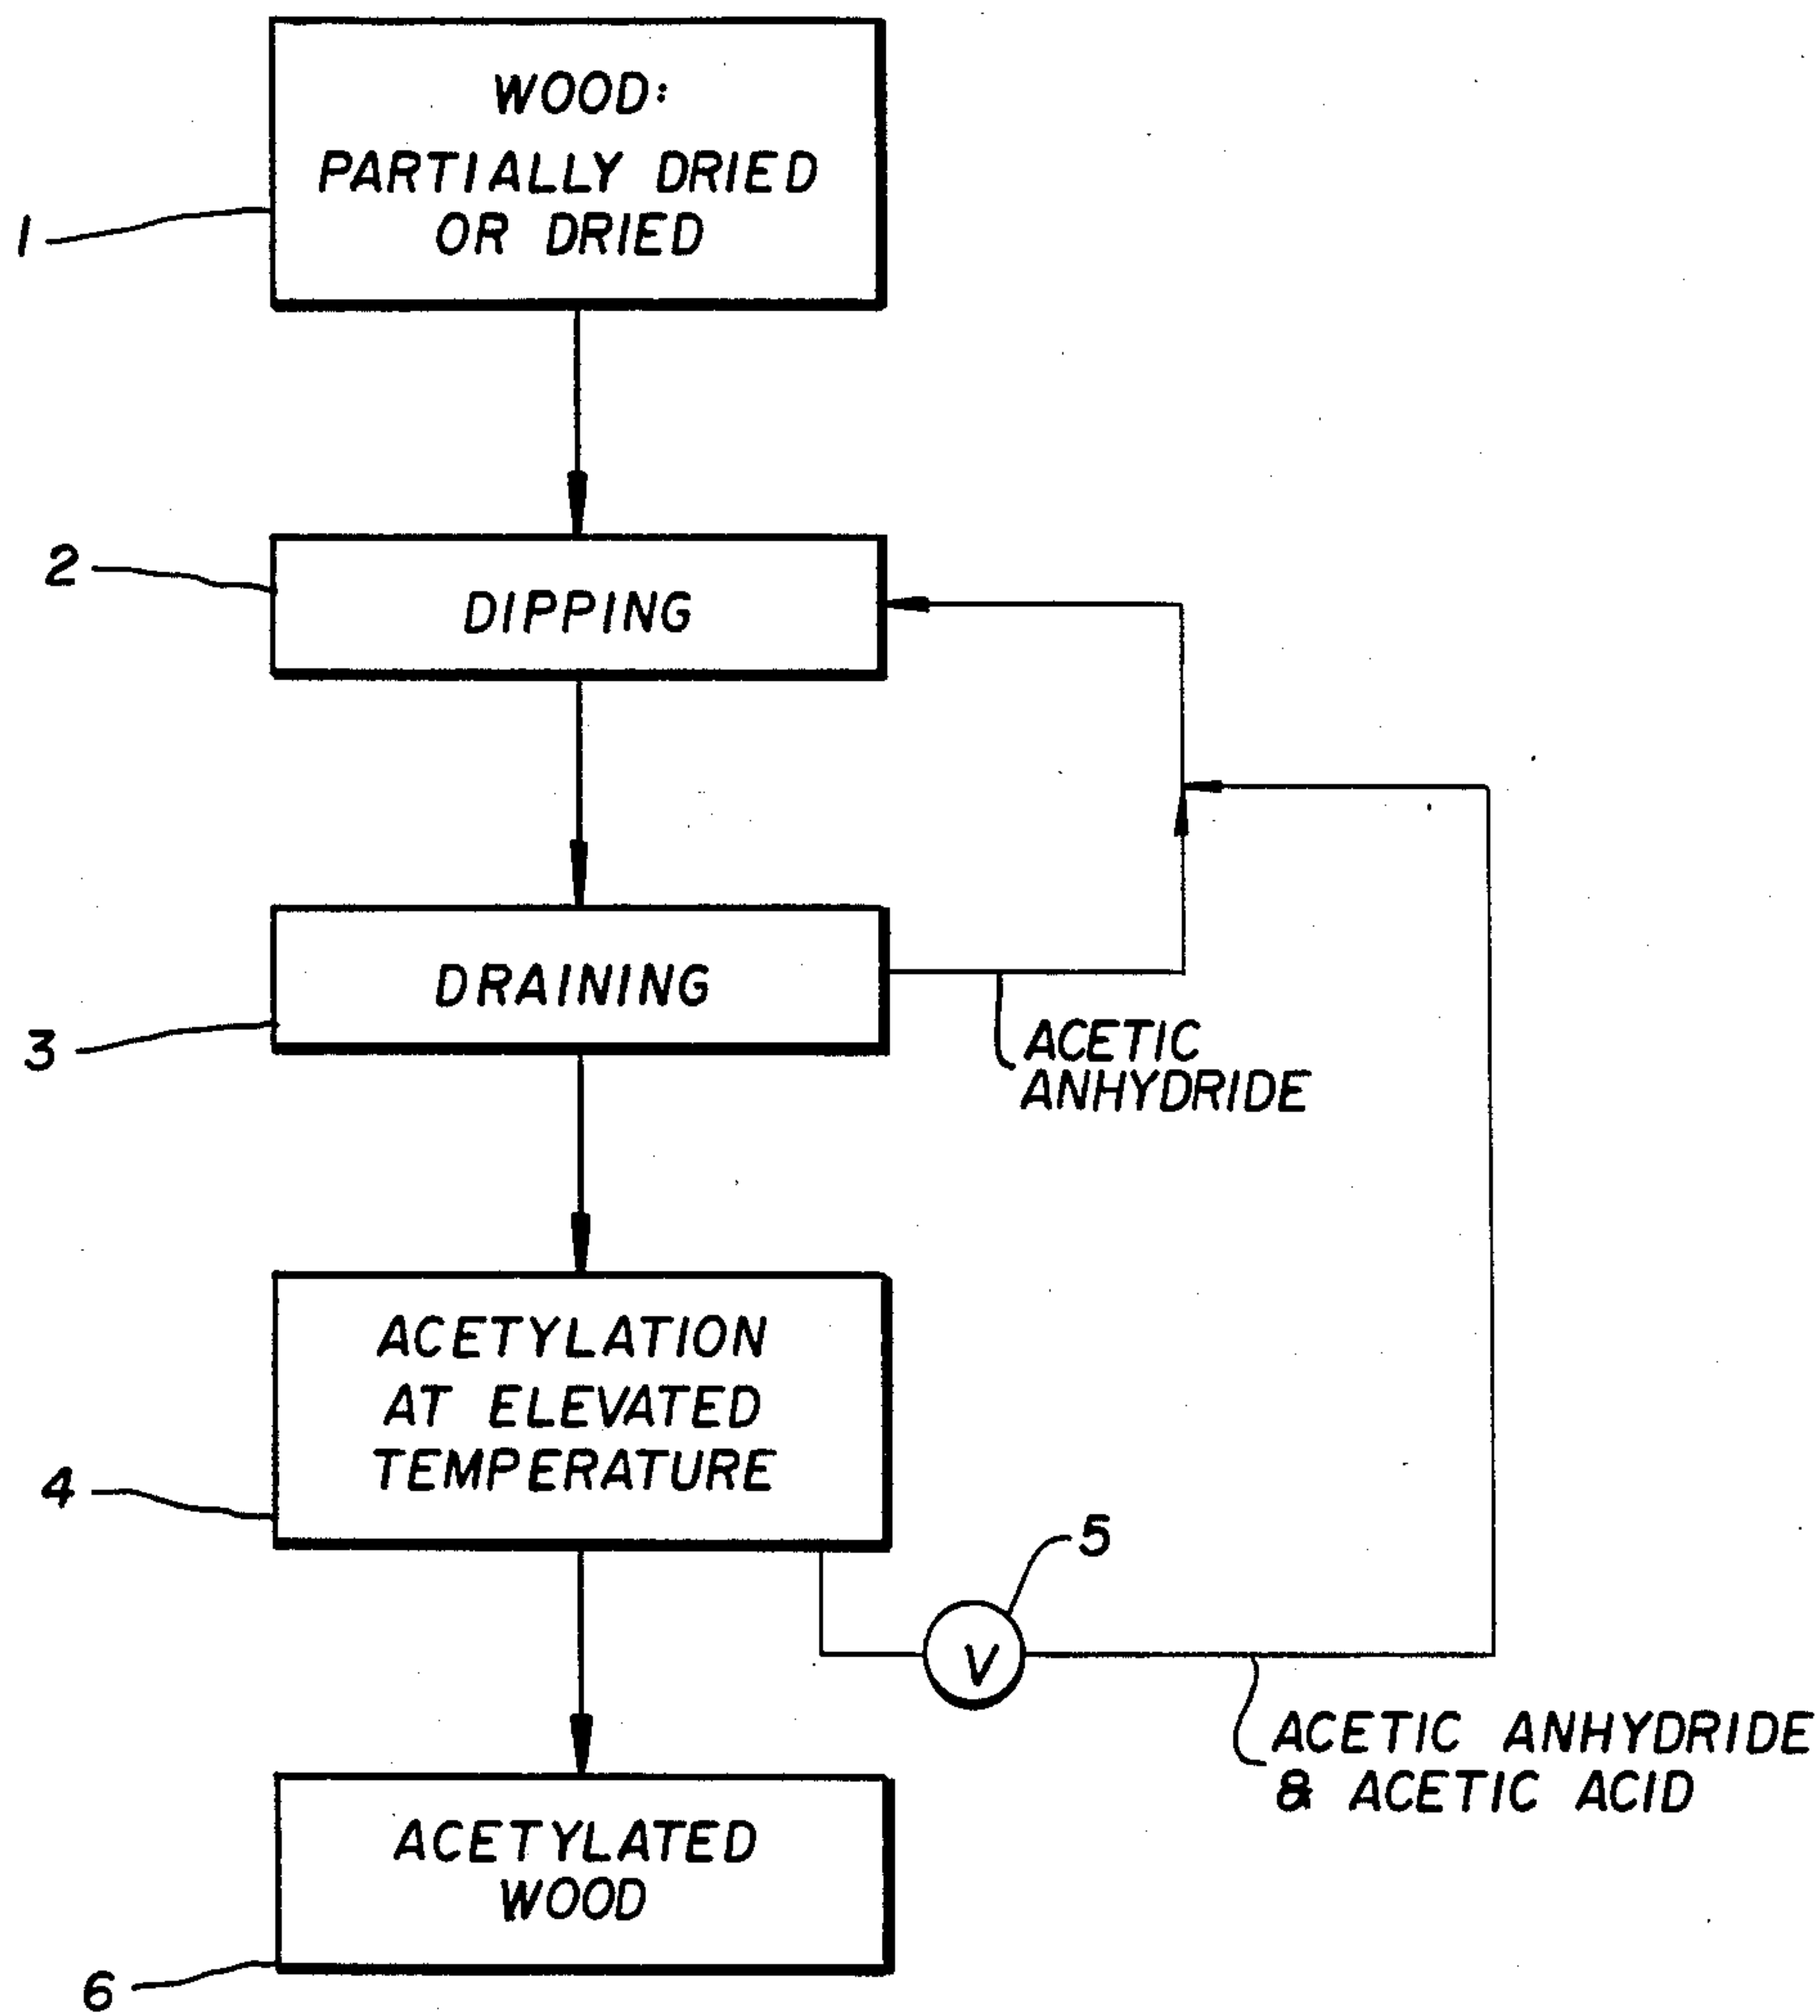 WOOD:
PARTIALLY DRIED
OR DRIED
1
2
DIPPING
DRAINING
3
ACETIC
ANHYDRIDE
ACETYLATION
AT ELEVATED
TEMPERATURE
4
5
V
ACETIC ANHYDRIDE
& ACETIC ACID
ACETYLATED
WOOD
6